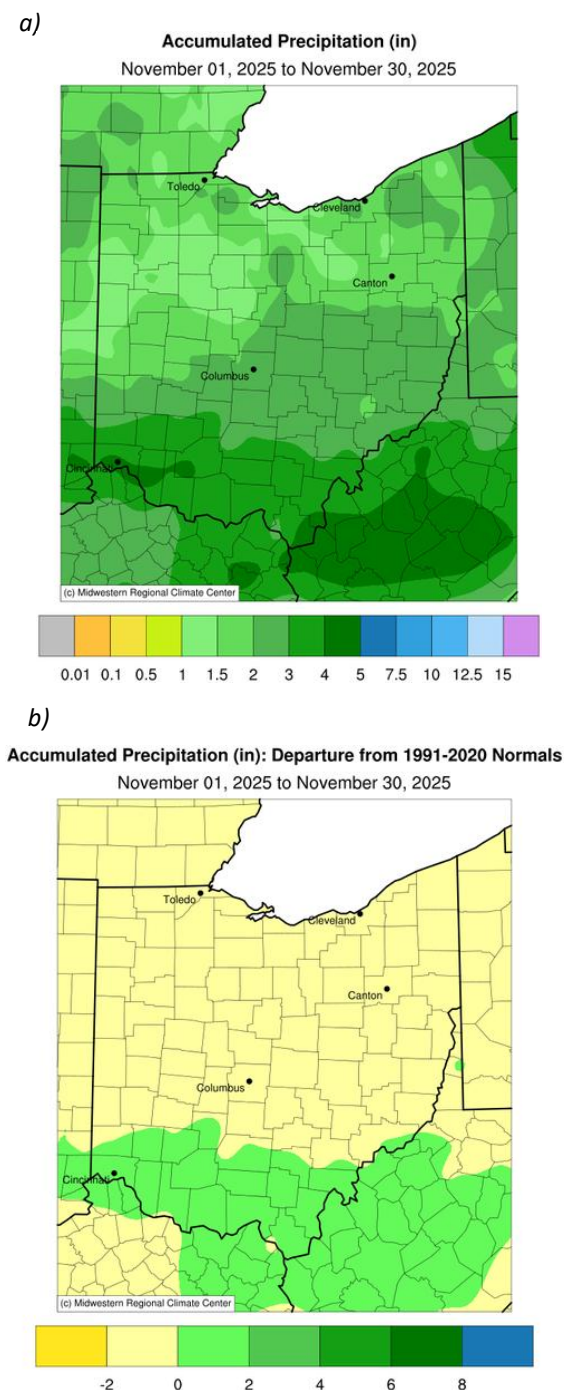 a)
Accumulated Precipitation (in)
November 01, 2025 to November 30, 2025
Toledo
Cleveland
Canton
Columbus
Cincinnati
(c) Midwestern Regional Climate Center
0.01 0.1 0.5 1 1.5 2 3 4 5 7.5 10 12.5 15
b)
Accumulated Precipitation (in): Departure from 1991-2020 Normals
November 01, 2025 to November 30, 2025
Toledo
Cleveland
Canton
Columbus
Cincinnati
(c) Midwestern Regional Climate Center
-2 0 2 4 6 8